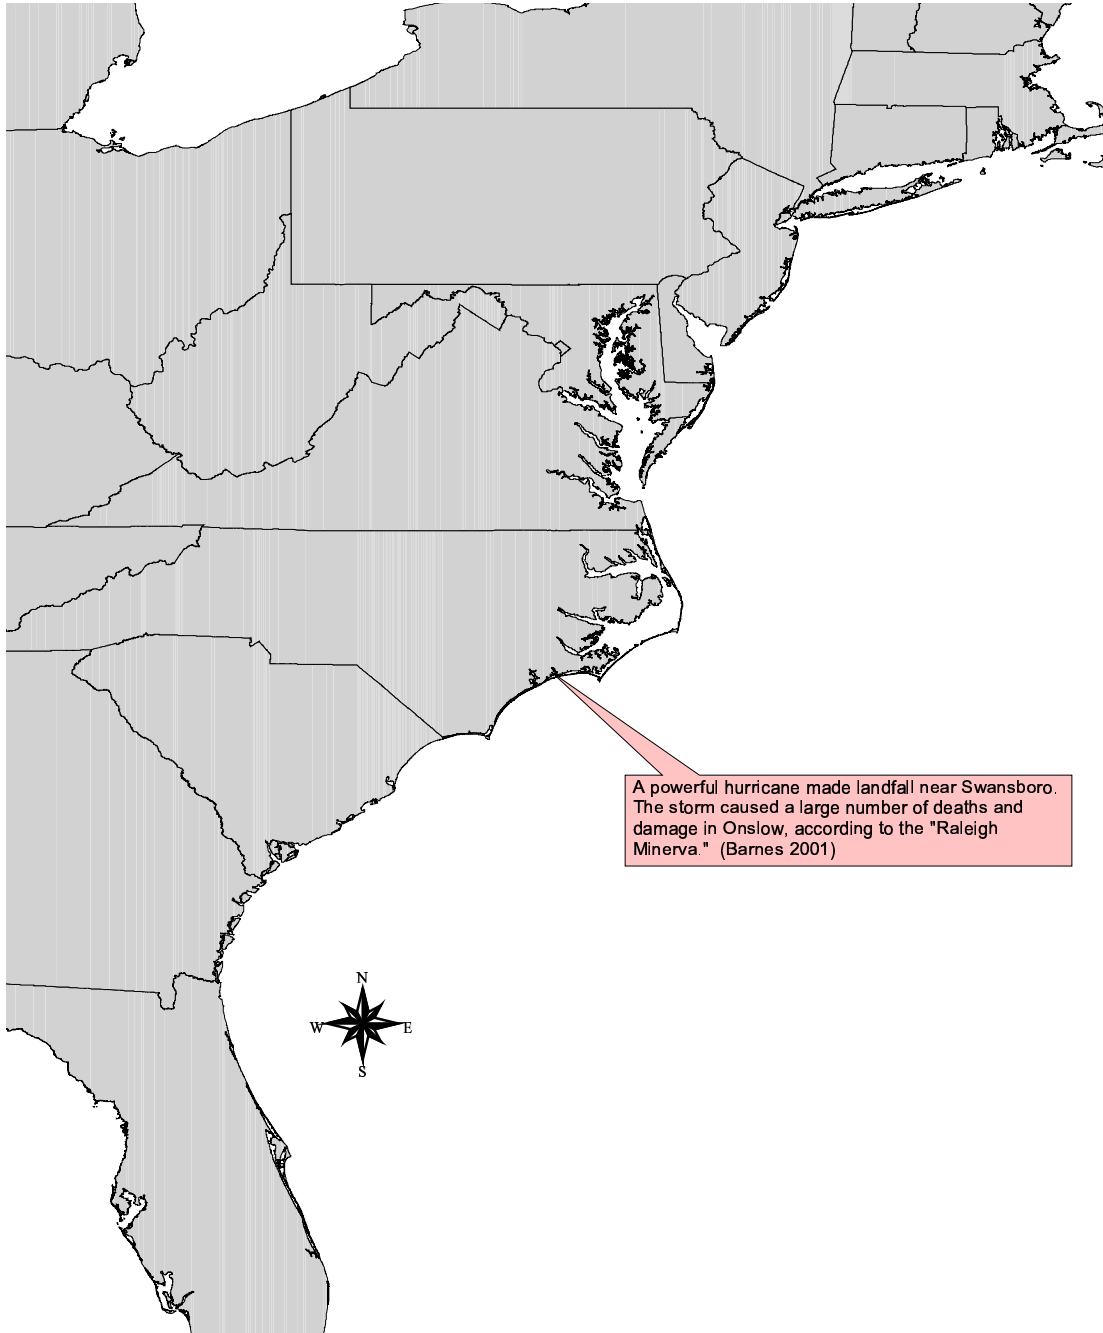 A powerful hurricane made landfall near Swansboro.
The storm caused a large number of deaths and
damage in Onslow, according to the "Raleigh
Minerva."  (Barnes 2001)
N
W E
S